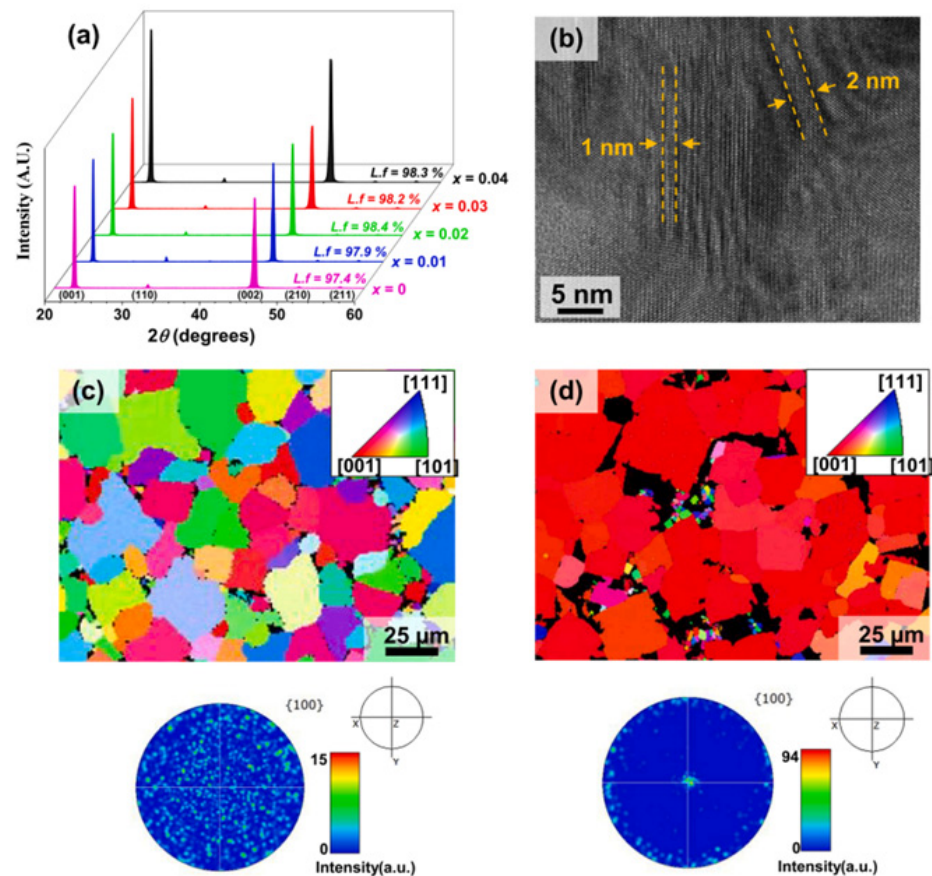 (a)
Intensity (A.U.)
L.f = 98.3 %
x = 0.04
L.f = 98.2 %
x = 0.03
L.f = 98.4 %
x = 0.02
L.f = 97.9 %
x = 0.01
L.f = 97.4 %
x = 0
(001) (110) (002) (210) (211)
20 30 40 50 60
2θ (degrees)
(b)
2 nm
1 nm
5 nm
(c)
[111]
[001] [101]
25 µm
(d)
[111]
[001] [101]
25 µm
{100}
X Z
Y
15
0
Intensity(a.u.)
{100}
X Z
Y
94
0
Intensity(a.u.)